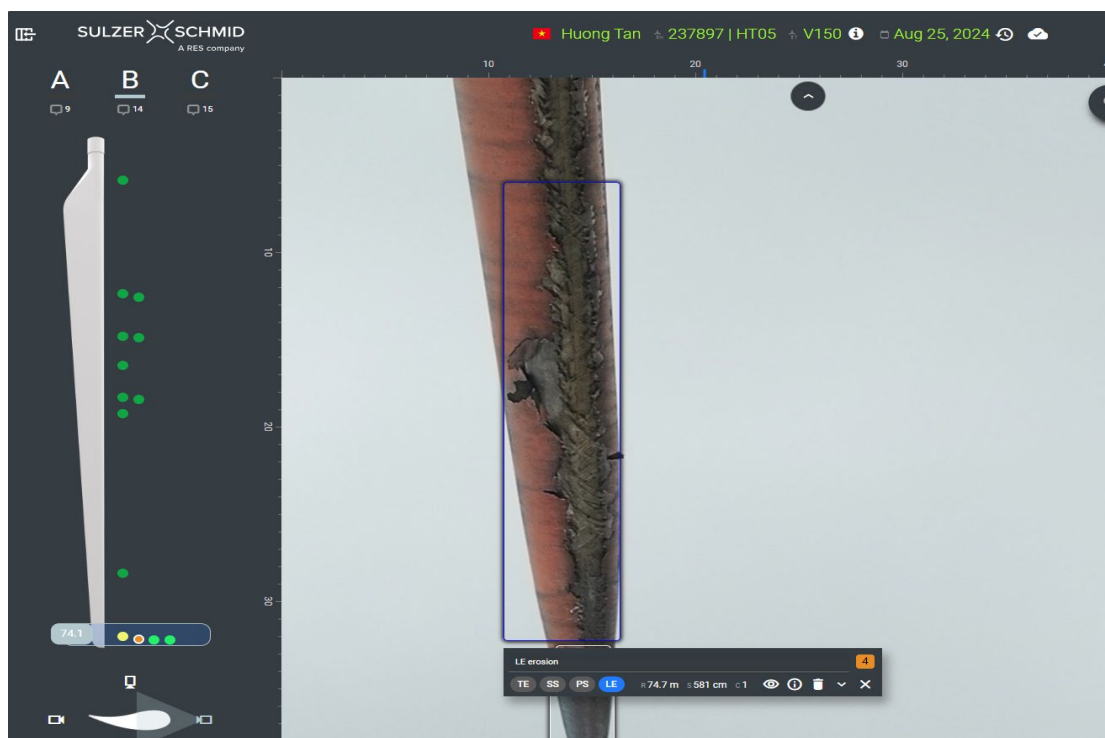 SULZER SCHMID
A RES company
Huong Tan 237897 | HT05 V150 Aug 25, 2024
A B C
9 14 15
10 20 30
10
20
30
74.1
LE erosion 4
TE SS PS LE R 74.7 m S 581 cm C 1